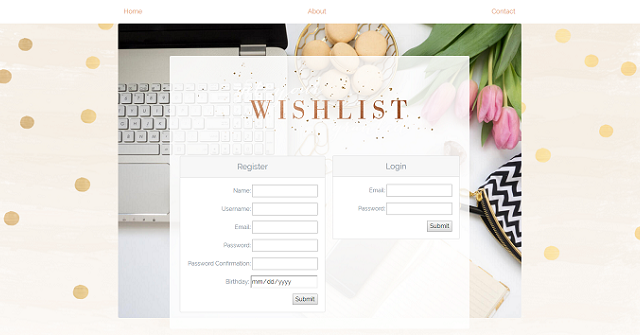 Home About Contact
WISHLIST
Register
Name:
Username:
Email:
Password:
Password Confirmation:
Birthday: mm/dd/yyyy
Submit
Login
Email:
Password:
Submit